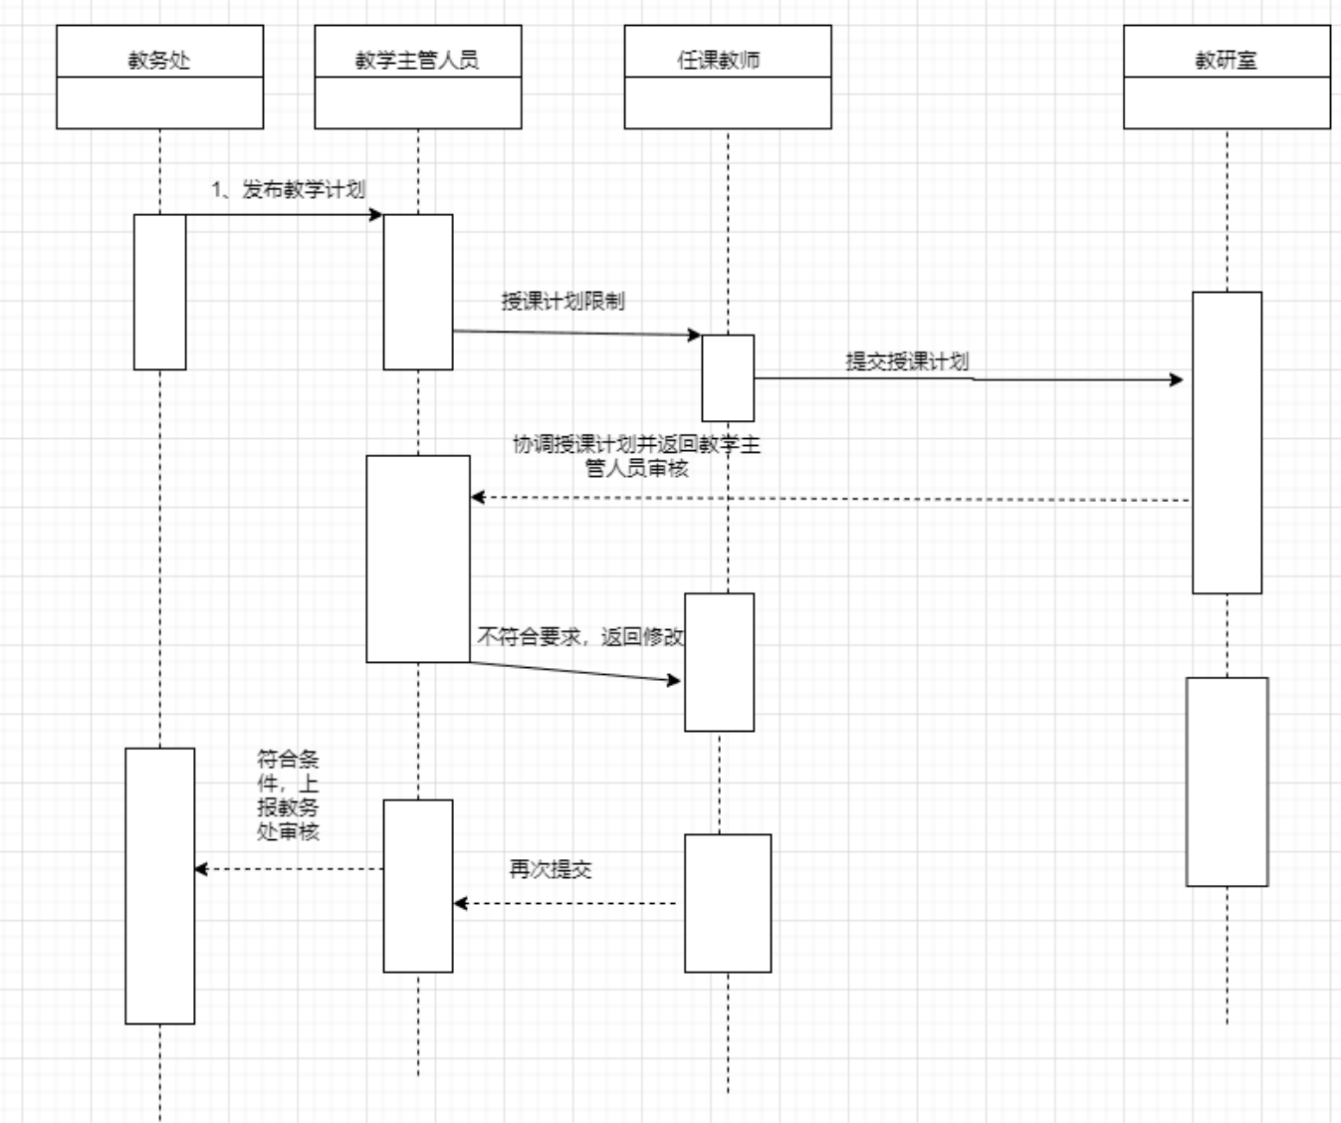 教务处
教学主管人员
任课教师
教研室
1、发布教学计划
授课计划限制
提交授课计划
协调授课计划并返回教学主
管人员审核
不符合要求，返回修改
符合条
件，上
报教务
处审核
再次提交